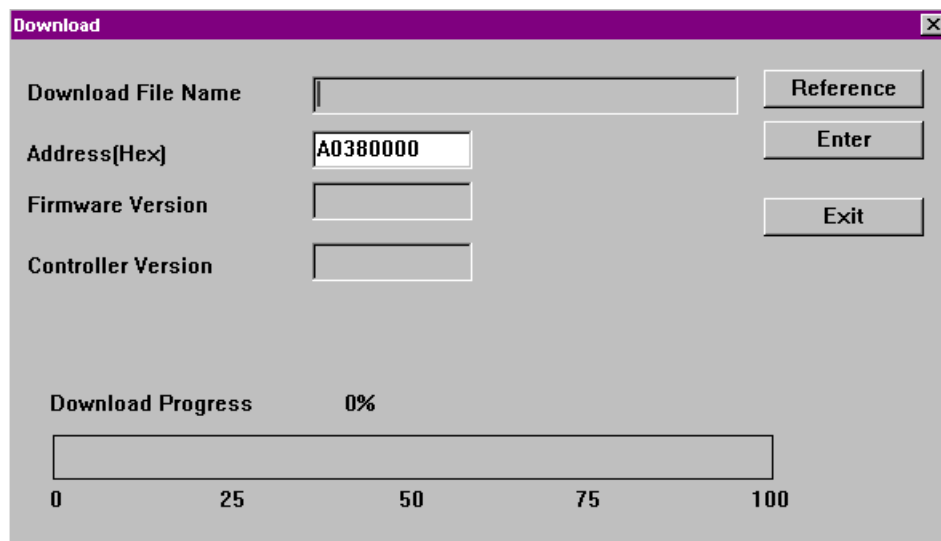 Download
Download File Name
Reference
Address(Hex)
A0380000
Enter
Firmware Version
Exit
Controller Version
Download Progress 0%
0 25 50 75 100